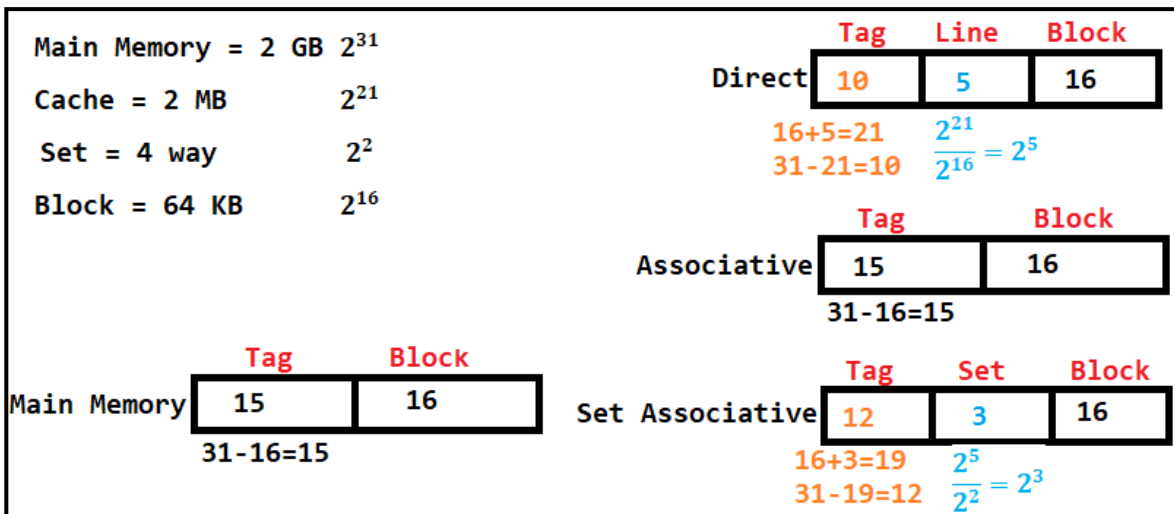 Main Memory = 2 GB 2³¹
Cache = 2 MB 2²¹
Set = 4 way 2²
Block = 64 KB 2¹⁶
Tag Line Block
Direct 10 5 16
16+5=21
31-21=10
2²¹/2¹⁶ = 2⁵
Tag Block
Associative 15 16
31-16=15
Tag Block
Main Memory 15 16
31-16=15
Tag Set Block
Set Associative 12 3 16
16+3=19
31-19=12
2⁵/2² = 2³